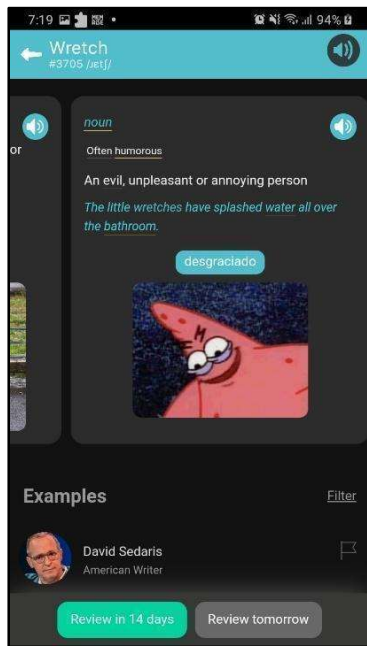 7:19
94%
Wretch
#3705 /ɹɛtʃ/
or
noun
Often humorous
An evil, unpleasant or annoying person
The little wretches have splashed water all over
the bathroom.
desgraciado
Examples
Filter
David Sedaris
American Writer
Review in 14 days
Review tomorrow